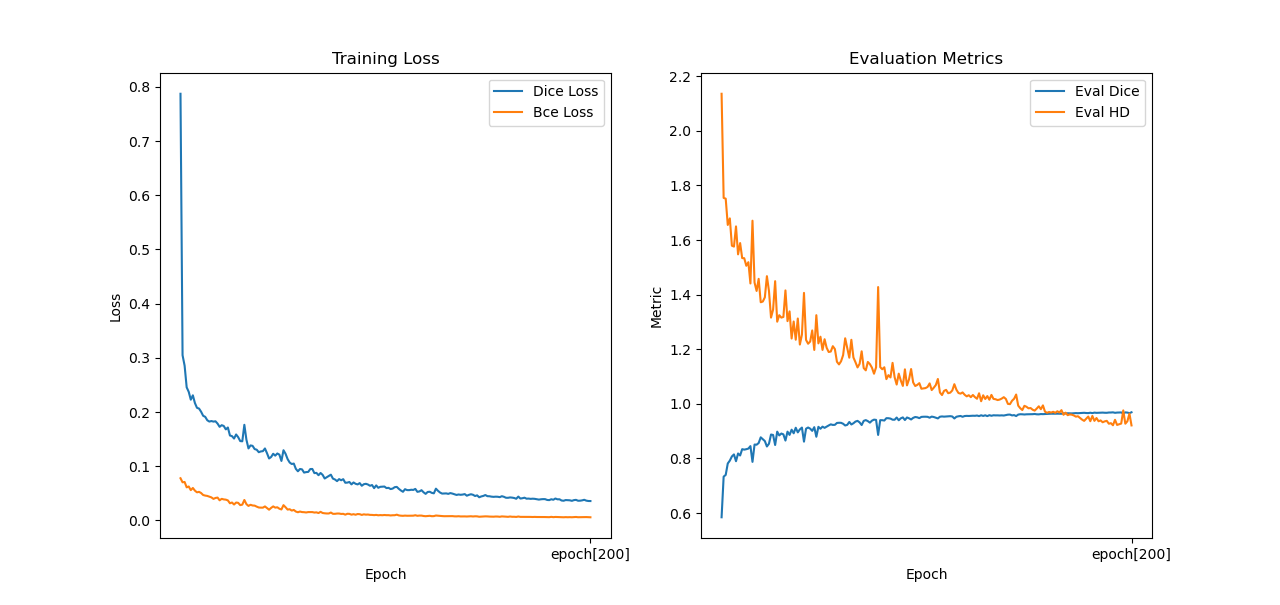 Training Loss
Dice Loss
Bce Loss
0.8
0.7
0.6
0.5
0.4
0.3
0.2
0.1
0.0
Loss
epoch[200]
Epoch
Evaluation Metrics
Eval Dice
Eval HD
2.2
2.0
1.8
1.6
1.4
1.2
1.0
0.8
0.6
Metric
epoch[200]
Epoch